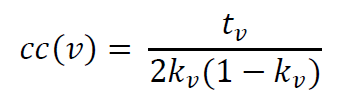 cc(v) = t_v / 2k_v(1 − k_v)